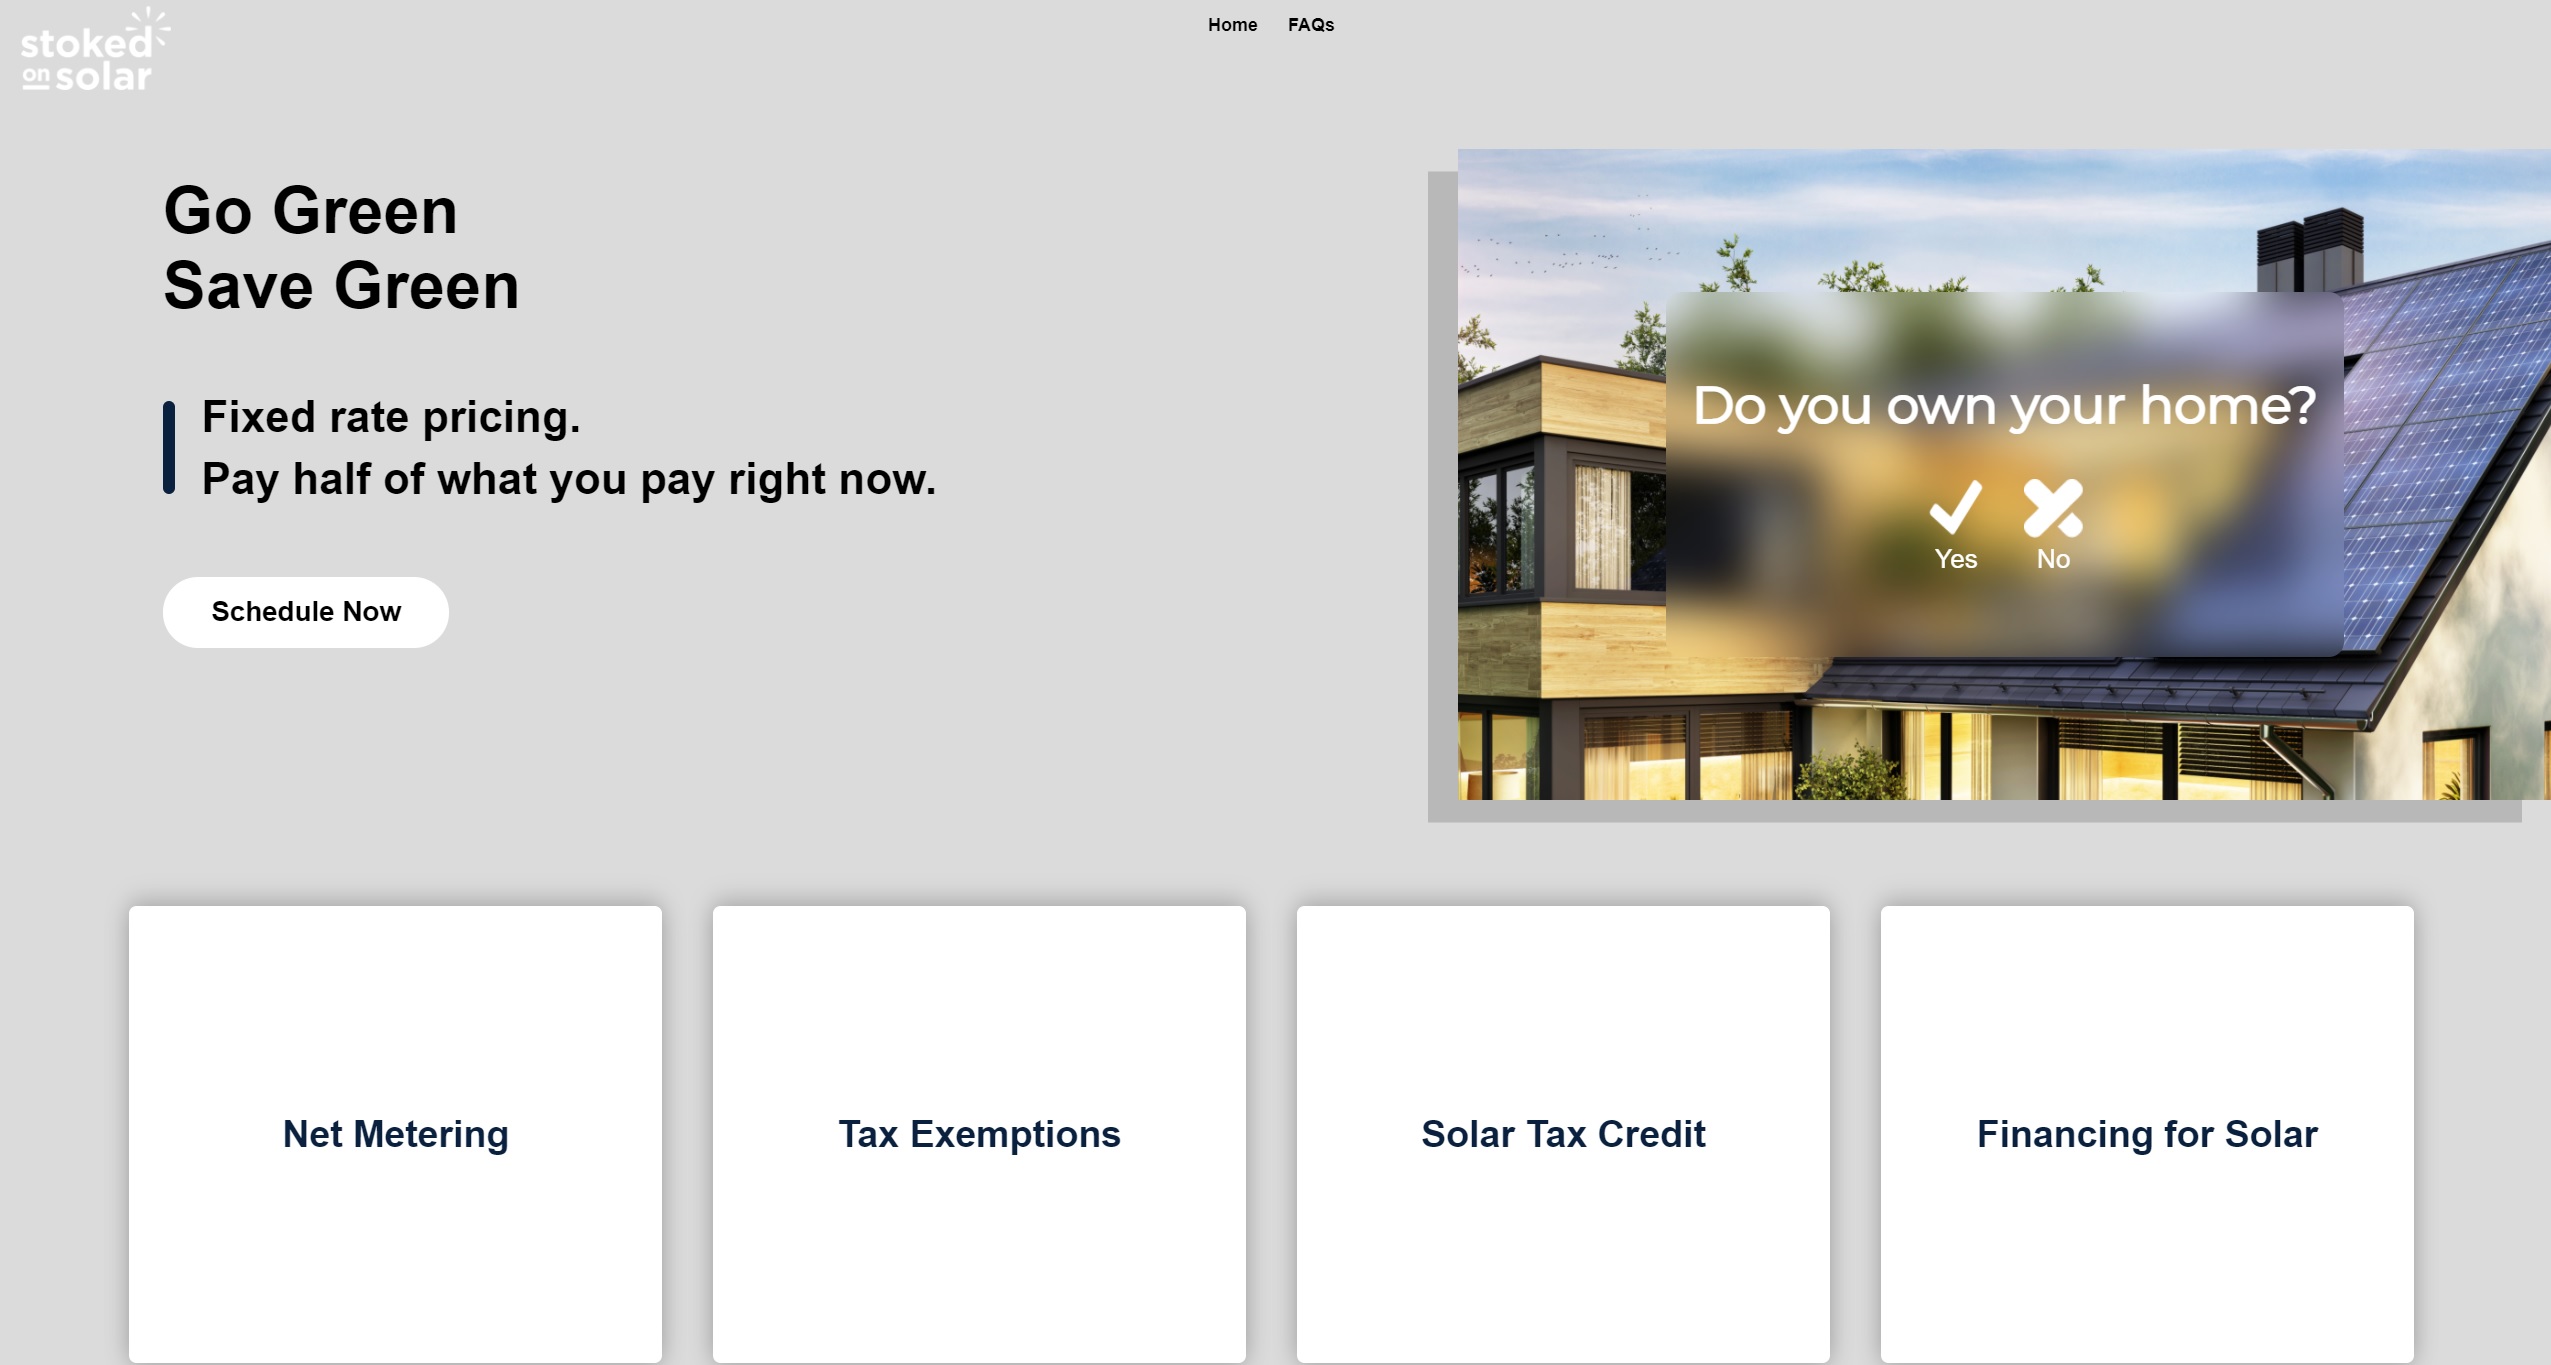 stoked
on solar
Home
FAQs
Go Green
Save Green
Fixed rate pricing.
Pay half of what you pay right now.
Schedule Now
Do you own your home?
Yes
No
Net Metering
Tax Exemptions
Solar Tax Credit
Financing for Solar